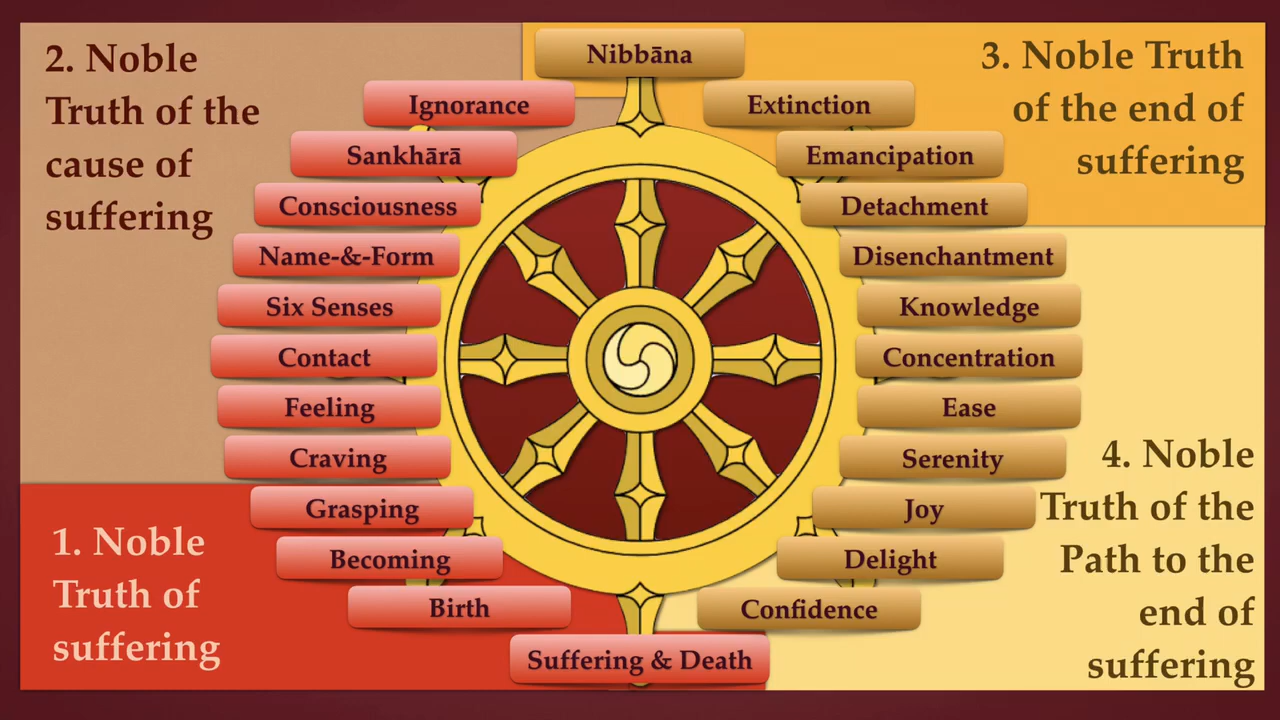 2. Noble
Truth of the
cause of
suffering
1. Noble
Truth of
suffering
Nibbāna
Ignorance
Sankhārā
Consciousness
Name-&-Form
Six Senses
Contact
Feeling
Craving
Grasping
Becoming
Birth
Suffering & Death
Extinction
Emancipation
Detachment
Disenchantment
Knowledge
Concentration
Ease
Serenity
Joy
Delight
Confidence
3. Noble Truth
of the end of
suffering
4. Noble
Truth of the
Path to the
end of
suffering